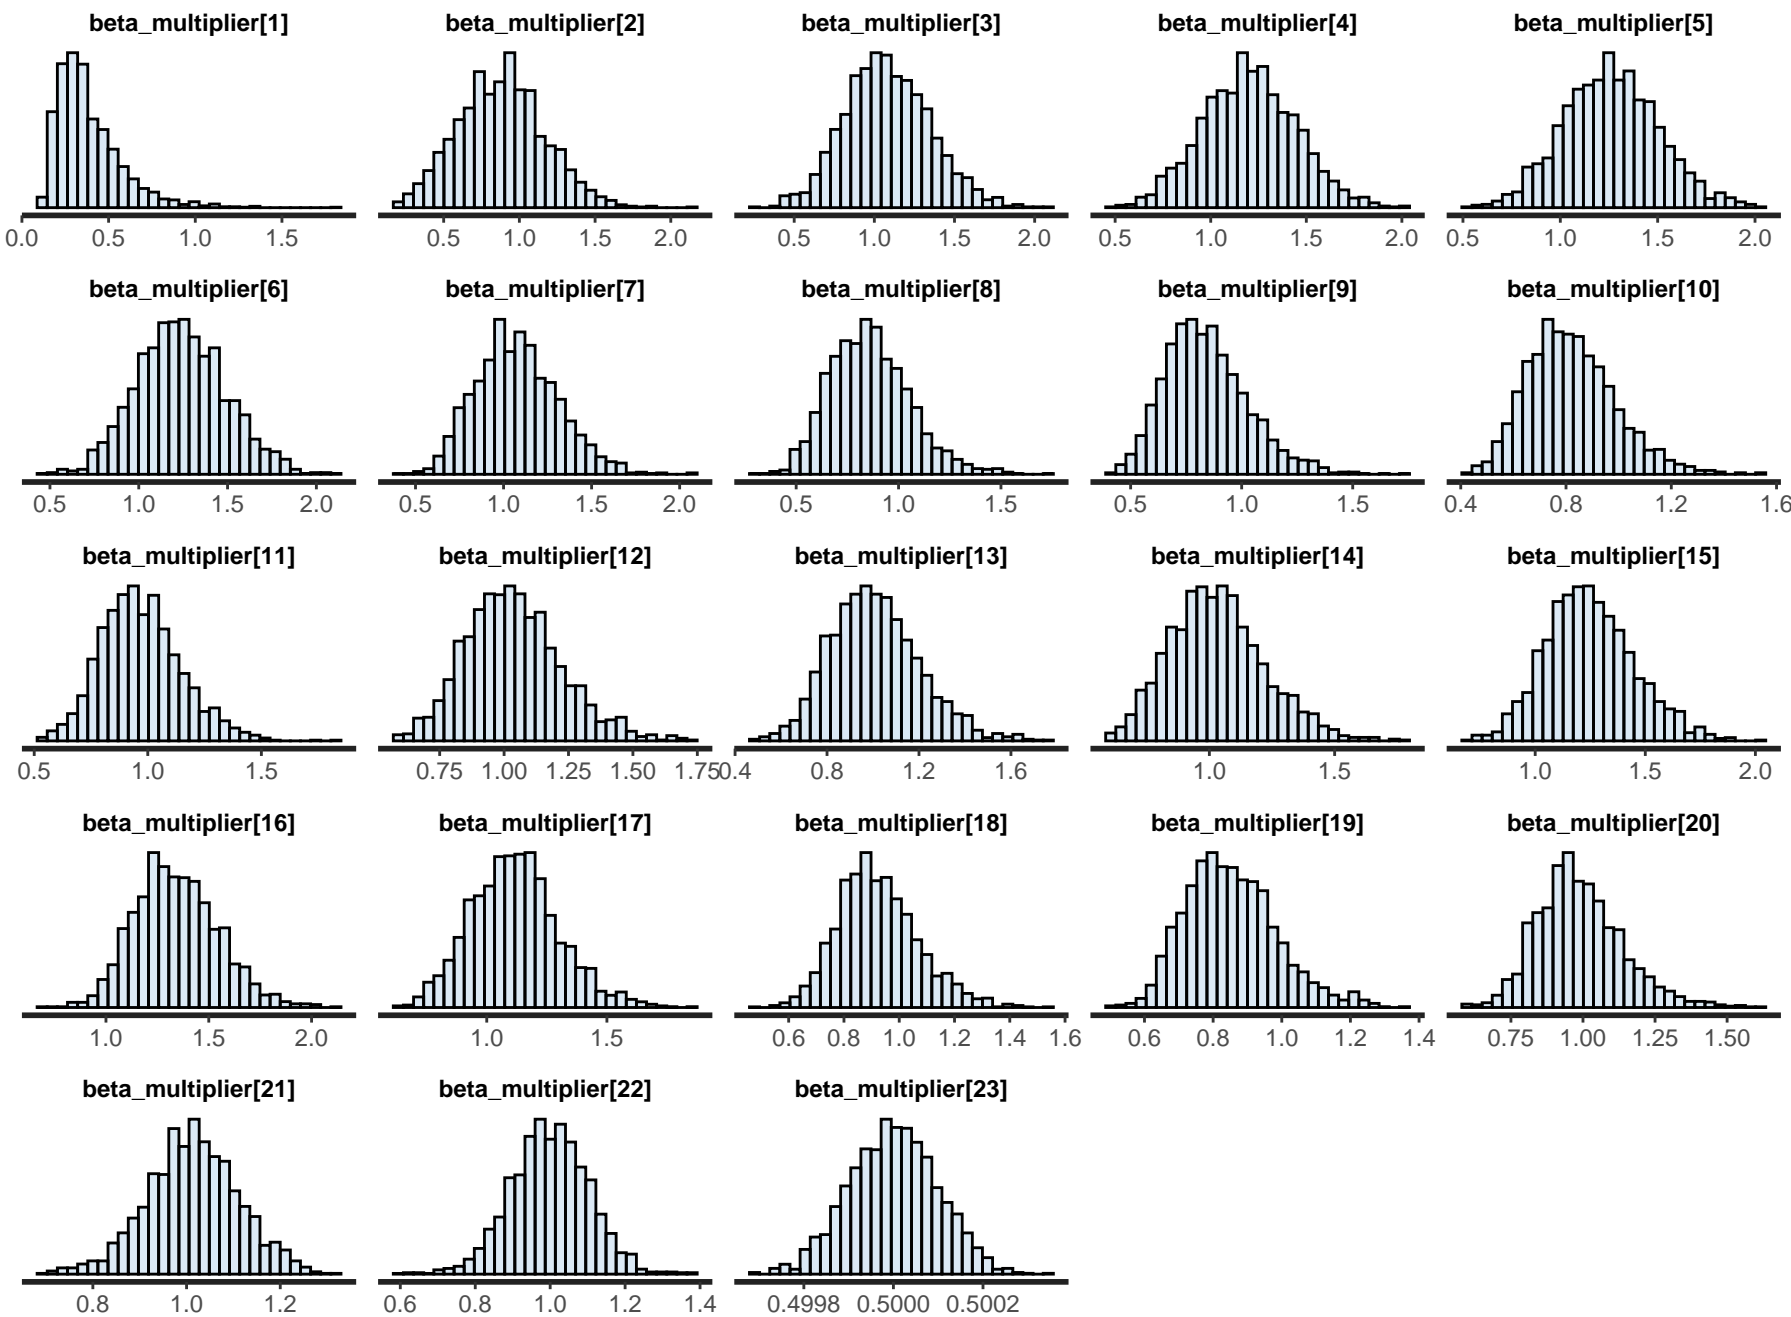 beta_multiplier[1] beta_multiplier[2] beta_multiplier[3] beta_multiplier[4] beta_multiplier[5]
0.0 0.5 1.0 1.5 0.5 1.0 1.5 2.0 0.5 1.0 1.5 2.0 0.5 1.0 1.5 2.0 0.5 1.0 1.5 2.0
beta_multiplier[6] beta_multiplier[7] beta_multiplier[8] beta_multiplier[9] beta_multiplier[10]
0.5 1.0 1.5 2.0 0.5 1.0 1.5 2.0 0.5 1.0 1.5 0.5 1.0 1.5 0.4 0.8 1.2 1.6
beta_multiplier[11] beta_multiplier[12] beta_multiplier[13] beta_multiplier[14] beta_multiplier[15]
0.5 1.0 1.5 0.75 1.00 1.25 1.50 1.75 0.4 0.8 1.2 1.6 1.0 1.5 1.0 1.5 2.0
beta_multiplier[16] beta_multiplier[17] beta_multiplier[18] beta_multiplier[19] beta_multiplier[20]
1.0 1.5 2.0 1.0 1.5 0.6 0.8 1.0 1.2 1.4 1.6 0.6 0.8 1.0 1.2 1.4 0.75 1.00 1.25 1.50
beta_multiplier[21] beta_multiplier[22] beta_multiplier[23]
0.8 1.0 1.2 0.6 0.8 1.0 1.2 1.4 0.4998 0.5000 0.5002